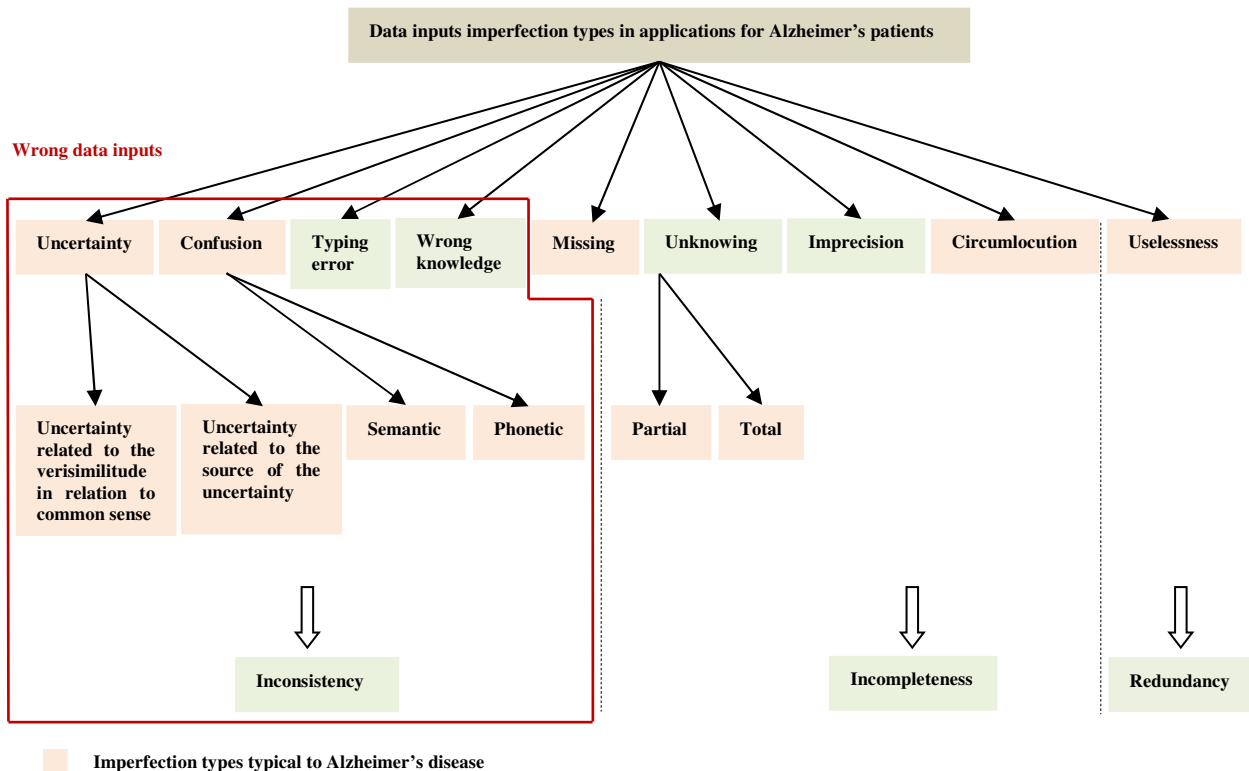 Data inputs imperfection types in applications for Alzheimer’s patients
Wrong data inputs
Uncertainty
Confusion
Typing
error
Wrong
knowledge
Missing
Unknowing
Imprecision
Circumlocution
Uselessness
Uncertainty
related to the
verisimilitude
in relation to
common sense
Uncertainty
related to the
source of the
uncertainty
Semantic
Phonetic
Partial
Total
Inconsistency
Incompleteness
Redundancy
Imperfection types typical to Alzheimer’s disease